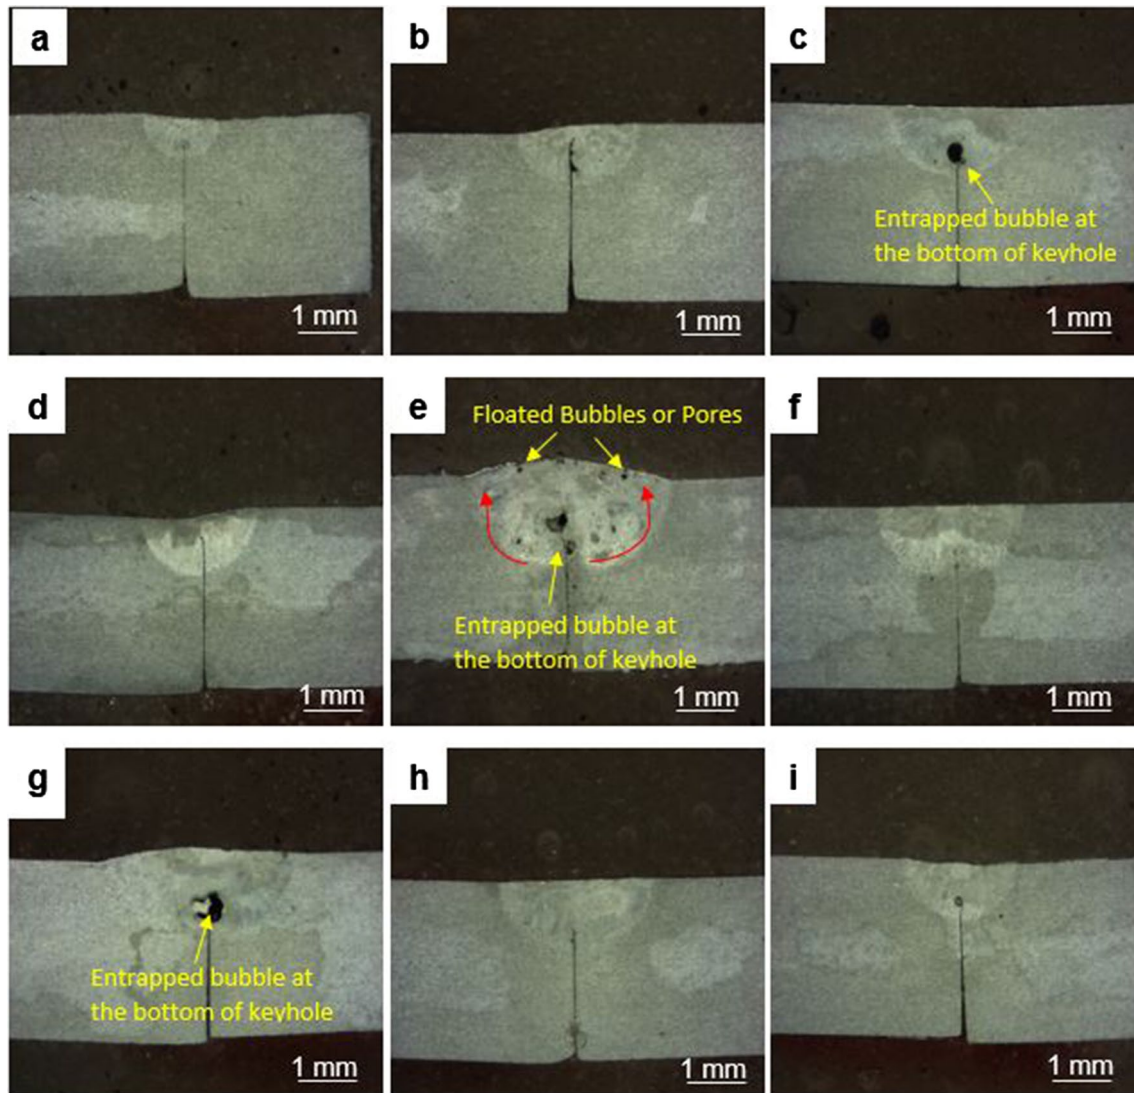 a
b
c
Entrapped bubble at
the bottom of keyhole
1 mm
1 mm
1 mm
d
e
f
Floated Bubbles or Pores
Entrapped bubble at
the bottom of keyhole
1 mm
1 mm
1 mm
g
h
i
Entrapped bubble at
the bottom of keyhole
1 mm
1 mm
1 mm